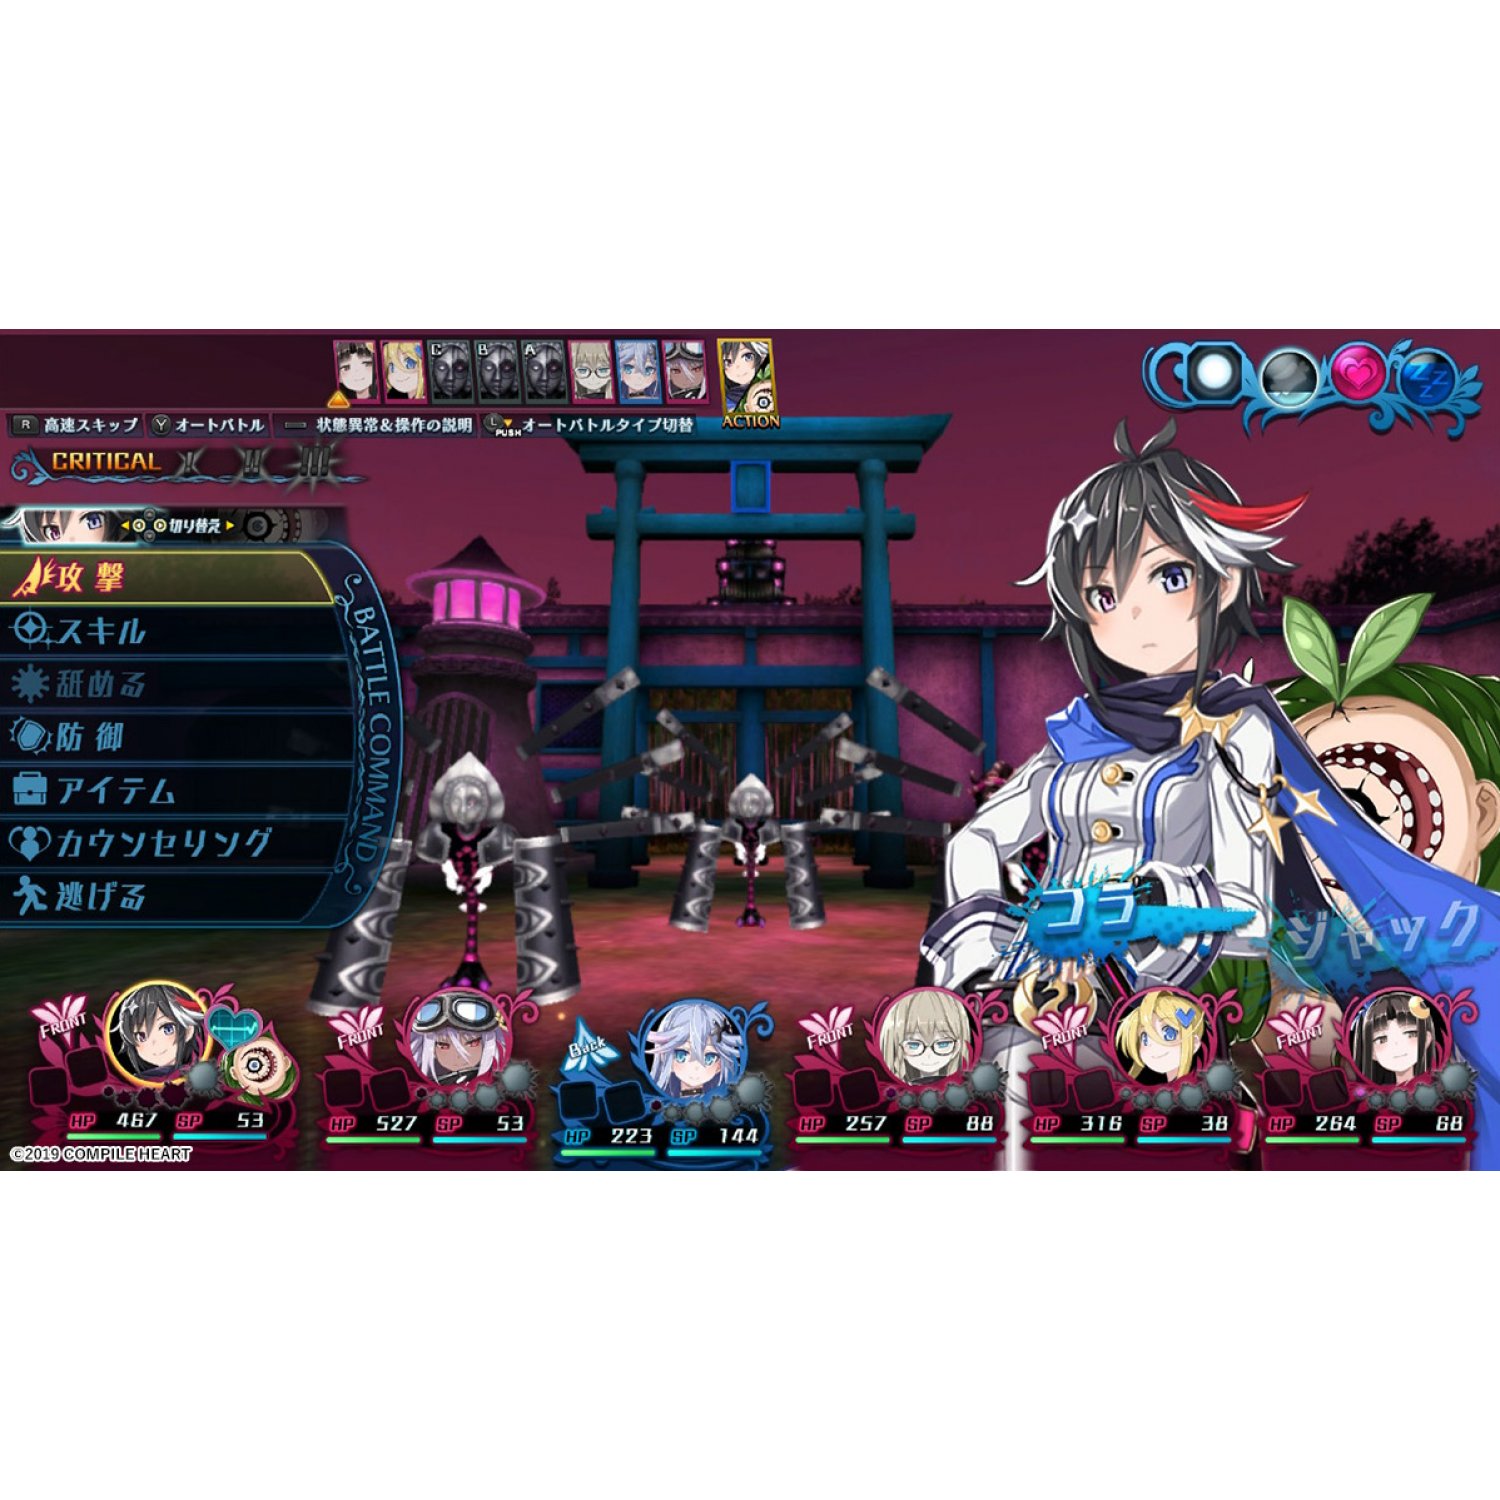 C B A
ACTION
R 高速スキップ Y オートバトル 状態異常&操作の説明 L PUSH オートバトルタイプ切替
CRITICAL
切り替え
攻撃
スキル
舐める
防御
アイテム
カウンセリング
逃げる
BATTLE COMMAND
コラ
ジャック
FRONT
HP 467 SP 53
FRONT
HP 527 SP 53
Back
HP 223 SP 144
FRONT
HP 257 SP 88
FRONT
HP 316 SP 38
FRONT
HP 264 SP 68
©2019 COMPILE HEART
ZZZ